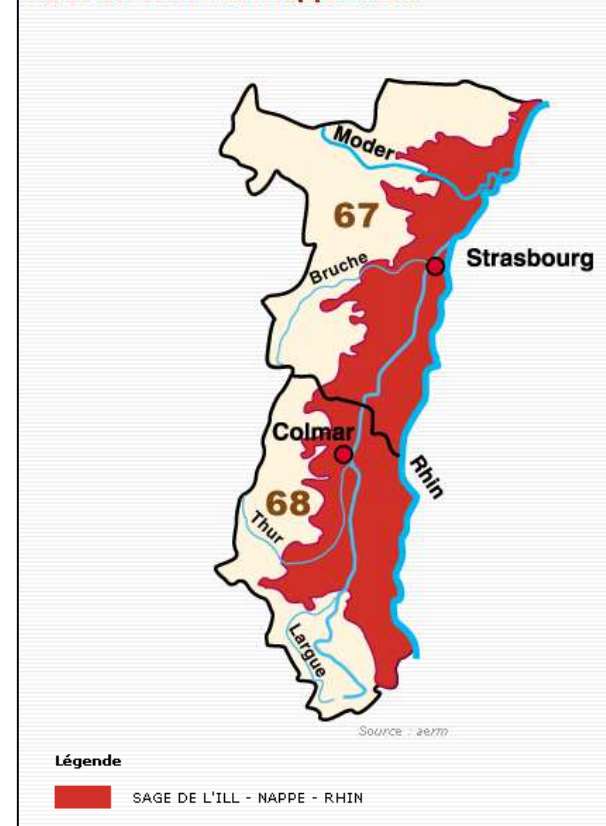 Moder
67
Bruche
Strasbourg
Colmar
Rhin
68
Thur
Largue
Source : aerm
Légende
SAGE DE L'ILL - NAPPE - RHIN